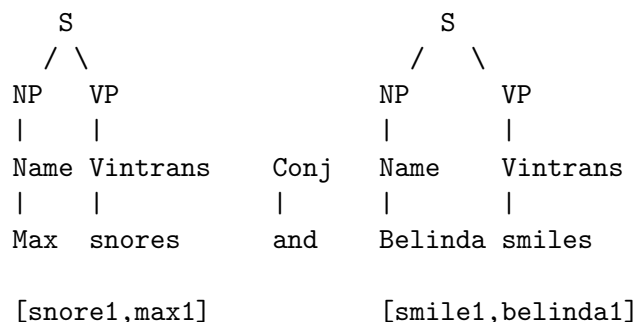 S S
/ \ / \
NP VP NP VP
| | | |
Name Vintrans Conj Name Vintrans
| | | | |
Max snores and Belinda smiles
[snore1,max1] [smile1,belinda1]